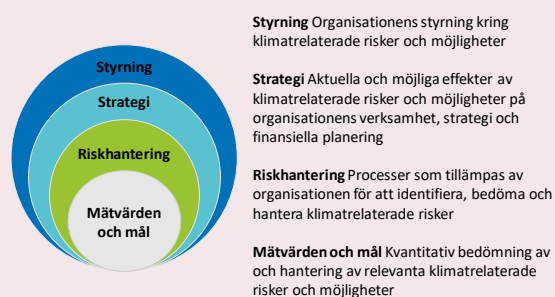 Styrning
Strategi
Riskhantering
Mätvärden
och mål
Styrning Organisationens styrning kring
klimatrelaterade risker och möjligheter
Strategi Aktuella och möjliga effekter av
klimatrelaterade risker och möjligheter på
organisationens verksamhet, strategi och
finansiella planering
Riskhantering Processer som tillämpas av
organisationen för att identifiera, bedöma och
hantera klimatrelaterade risker
Mätvärden och mål Kvantitativ bedömning av
och hantering av relevanta klimatrelaterade
risker och möjligheter